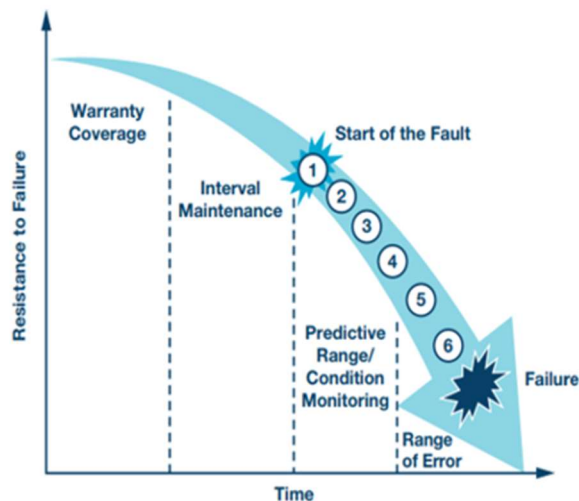 Resistance to Failure
Warranty
Coverage
Start of the Fault
1
Interval
Maintenance
2
3
4
5
6
Predictive
Range/
Condition
Monitoring
Failure
Range
of Error
Time